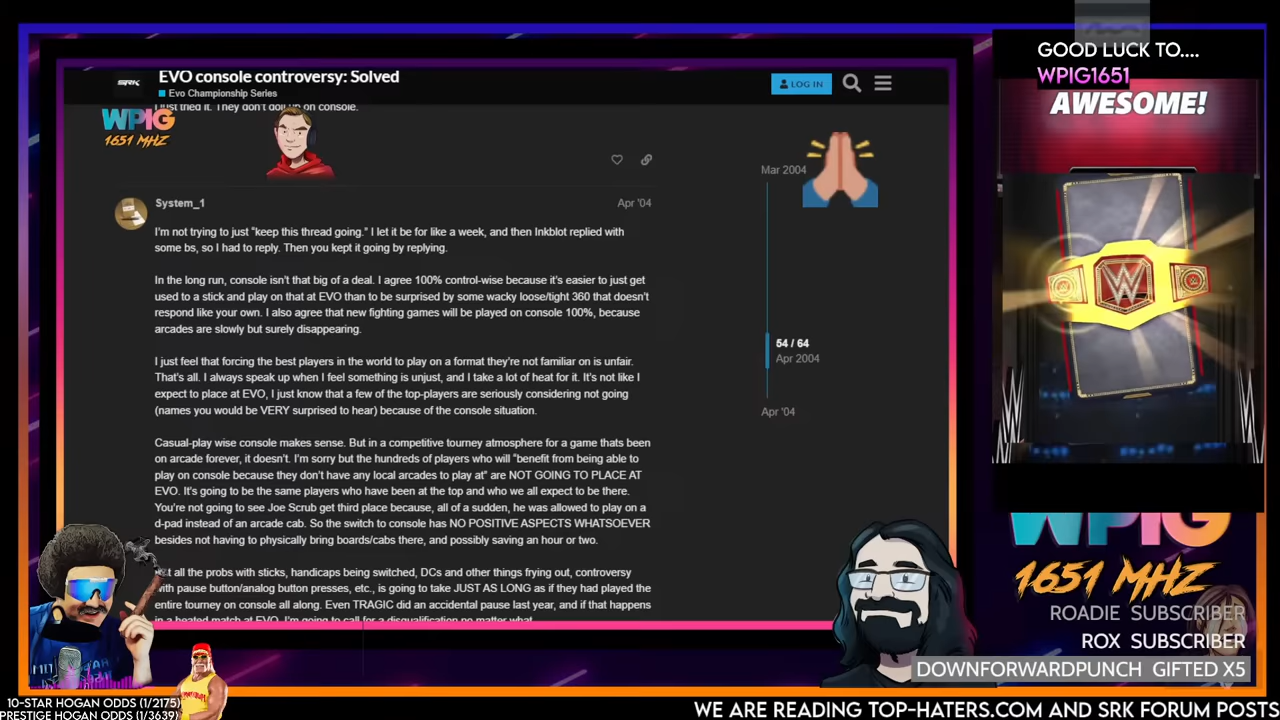 EVO console controversy: Solved
Evo Championship Series
LOG IN
I just tried it. They don't doll up on console.
WPIG
1651 MHZ
System_1
Apr '04
I'm not trying to just "keep this thread going." I let it be for like a week, and then Inkblot replied with
some bs, so I had to reply. Then you kept it going by replying.
In the long run, console isn't that big of a deal. I agree 100% control-wise because it's easier to just get
used to a stick and play on that at EVO than to be surprised by some wacky loose/tight 360 that doesn't
respond like your own. I also agree that new fighting games will be played on console 100%, because
arcades are slowly but surely disappearing.
I just feel that forcing the best players in the world to play on a format they're not familiar on is unfair.
That's all. I always speak up when I feel something is unjust, and I take a lot of heat for it. It's not like I
expect to place at EVO, I just know that a few of the top-players are seriously considering not going
(names you would be VERY surprised to hear) because of the console situation.
Casual-play wise console makes sense. But in a competitive tourney atmosphere for a game thats been
on arcade forever, it doesn't. I'm sorry but the hundreds of players who will "benefit from being able to
play on console because they don't have any local arcades to play at" are NOT GOING TO PLACE AT
EVO. It's going to be the same players who have been at the top and who we all expect to be there.
You're not going to see Joe Scrub get third place because, all of a sudden, he was allowed to play on a
d-pad instead of an arcade cab. So the switch to console has NO POSITIVE ASPECTS WHATSOEVER
besides not having to physically bring boards/cabs there, and possibly saving an hour or two.
all the probs with sticks, handicaps being switched, DCs and other things frying out, controversy
with pause button/analog button presses, etc., is going to take JUST AS LONG as if they had played the
entire tourney on console all along. Even TRAGIC did an accidental pause last year, and if that happens
in a heated match at EVO, I'm going to call for a disqualification no matter what.
Mar 2004
54 / 64
Apr 2004
Apr '04
GOOD LUCK TO....
WPIG1651
AWESOME!
WPIG
1651 MHZ
ROADIE SUBSCRIBER
ROX SUBSCRIBER
DOWNFORWARDPUNCH GIFTED X5
10-STAR HOGAN ODDS (1/2175)
PRESTIGE HOGAN ODDS (1/3639)
WE ARE READING TOP-HATERS.COM AND SRK FORUM POSTS